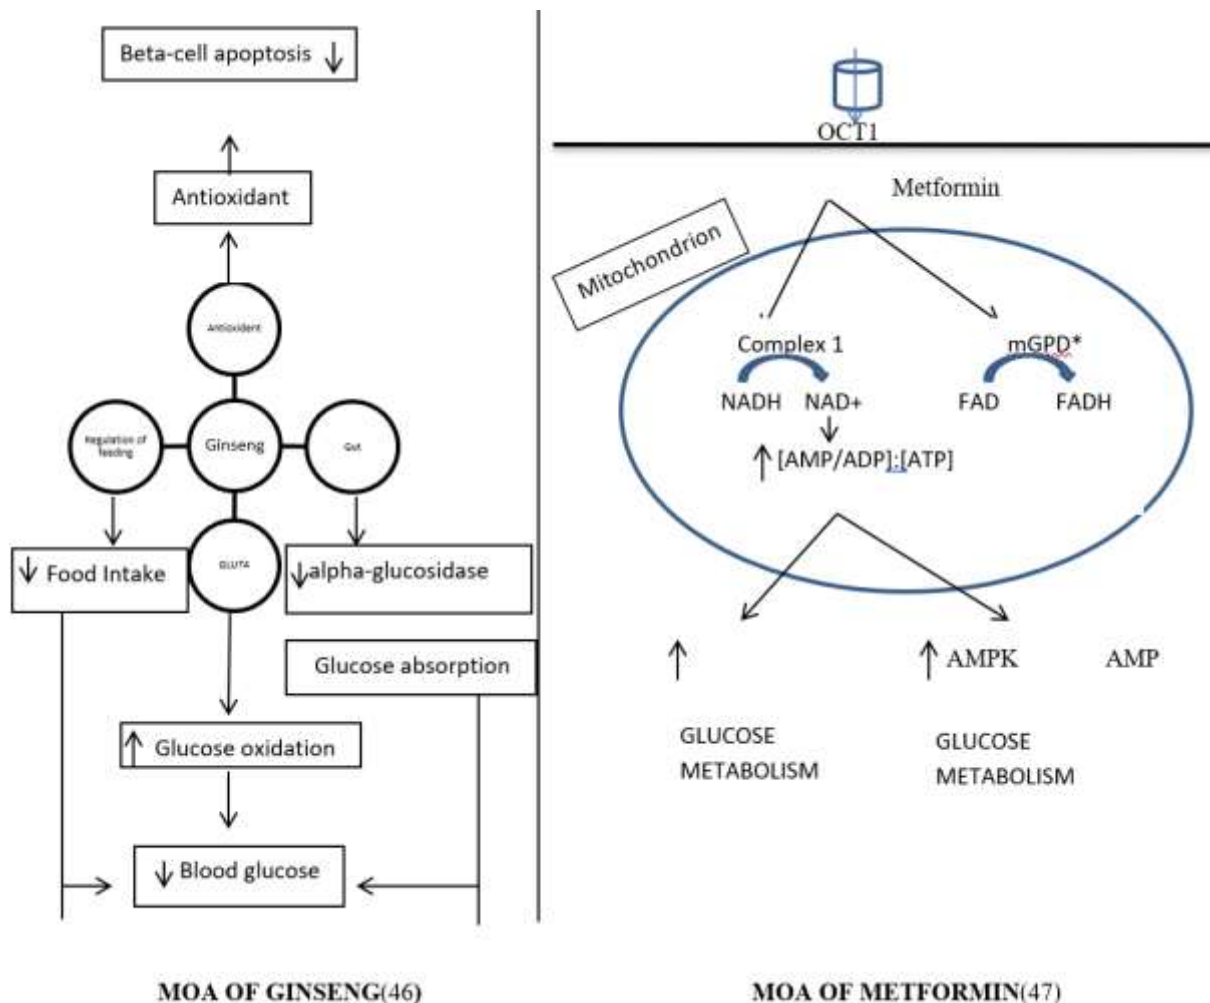 Beta-cell apoptosis ↓
Antioxidant
Antioxident
Regulation of
feeding
Ginseng
Gut
GLUT4
↓ Food Intake
↓alpha-glucosidase
Glucose absorption
↑ Glucose oxidation
↓ Blood glucose
MOA OF GINSENG(46)
OCT1
Metformin
Mitochondrion
Complex 1
mGPD*
NADH NAD+
FAD FADH
↑ [AMP/ADP]:[ATP]
↑
↑ AMPK AMP
GLUCOSE
METABOLISM
GLUCOSE
METABOLISM
MOA OF METFORMIN(47)